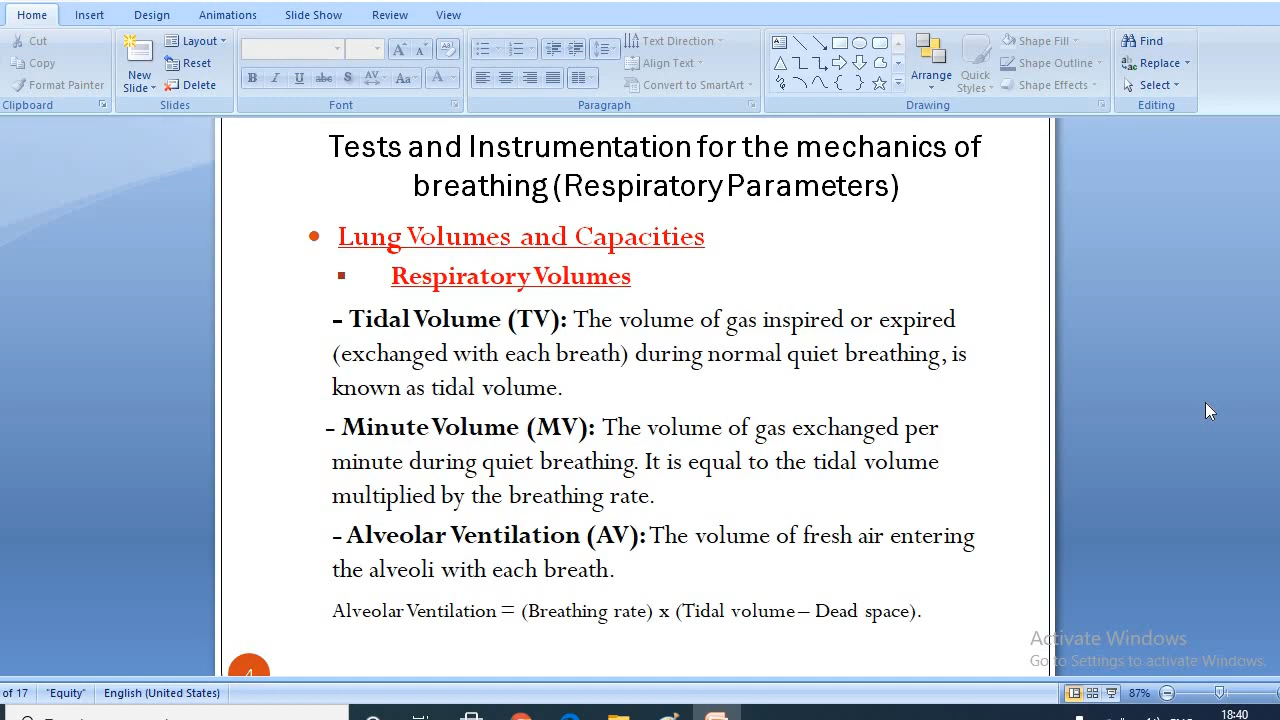 Home Insert Design Animations Slide Show Review View
Cut
Copy
Format Painter
Clipboard
New Slide
Layout
Reset
Delete
Slides
B I U abc S AV Aa A
Font
Text Direction
Align Text
Convert to SmartArt
Paragraph
Arrange
Quick Styles
Shape Fill
Shape Outline
Shape Effects
Drawing
Find
Replace
Select
Editing
Tests and Instrumentation for the mechanics of
breathing (Respiratory Parameters)
• Lung Volumes and Capacities
▪ Respiratory Volumes
- Tidal Volume (TV): The volume of gas inspired or expired
(exchanged with each breath) during normal quiet breathing, is
known as tidal volume.
- Minute Volume (MV): The volume of gas exchanged per
minute during quiet breathing. It is equal to the tidal volume
multiplied by the breathing rate.
- Alveolar Ventilation (AV): The volume of fresh air entering
the alveoli with each breath.
Alveolar Ventilation = (Breathing rate) x (Tidal volume – Dead space).
4
Activate Windows
Go to Settings to activate Windows.
of 17 "Equity" English (United States) 87%
18:40